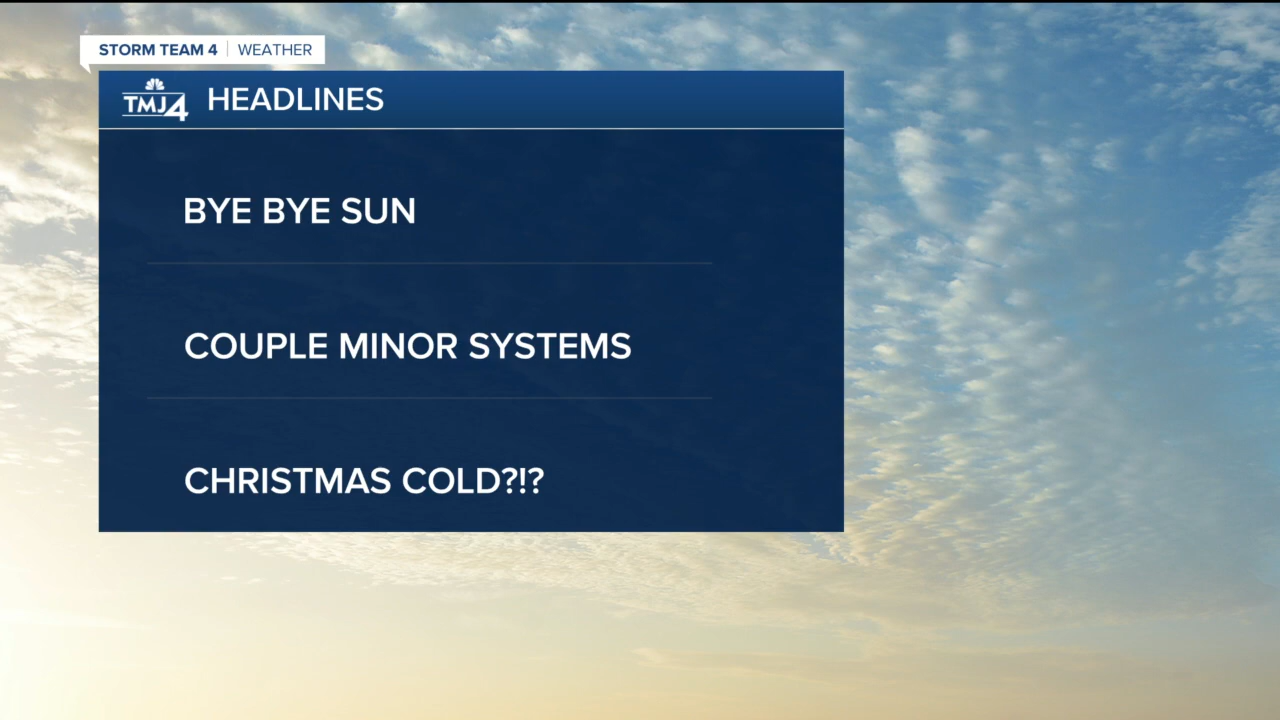 STORM TEAM 4 | WEATHER
TMJ4 HEADLINES
BYE BYE SUN
COUPLE MINOR SYSTEMS
CHRISTMAS COLD?!?